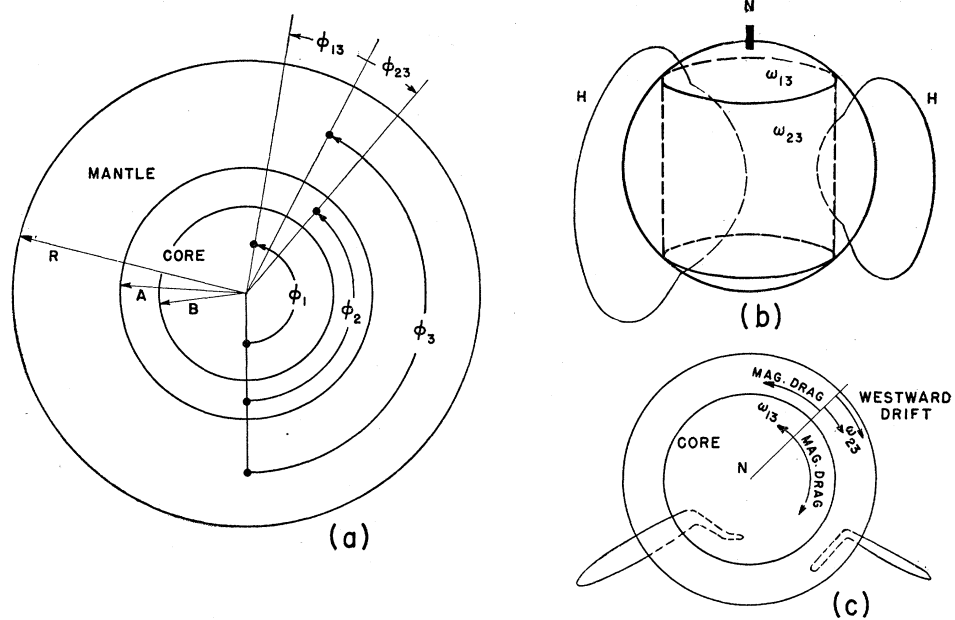 ϕ13
ϕ23
MANTLE
CORE
R
A
B
ϕ1
ϕ2
ϕ3
(a)
N
H
ω13
H
ω23
(b)
MAG. DRAG
WESTWARD
DRIFT
ω13
ω23
CORE
MAG. DRAG
N
(c)